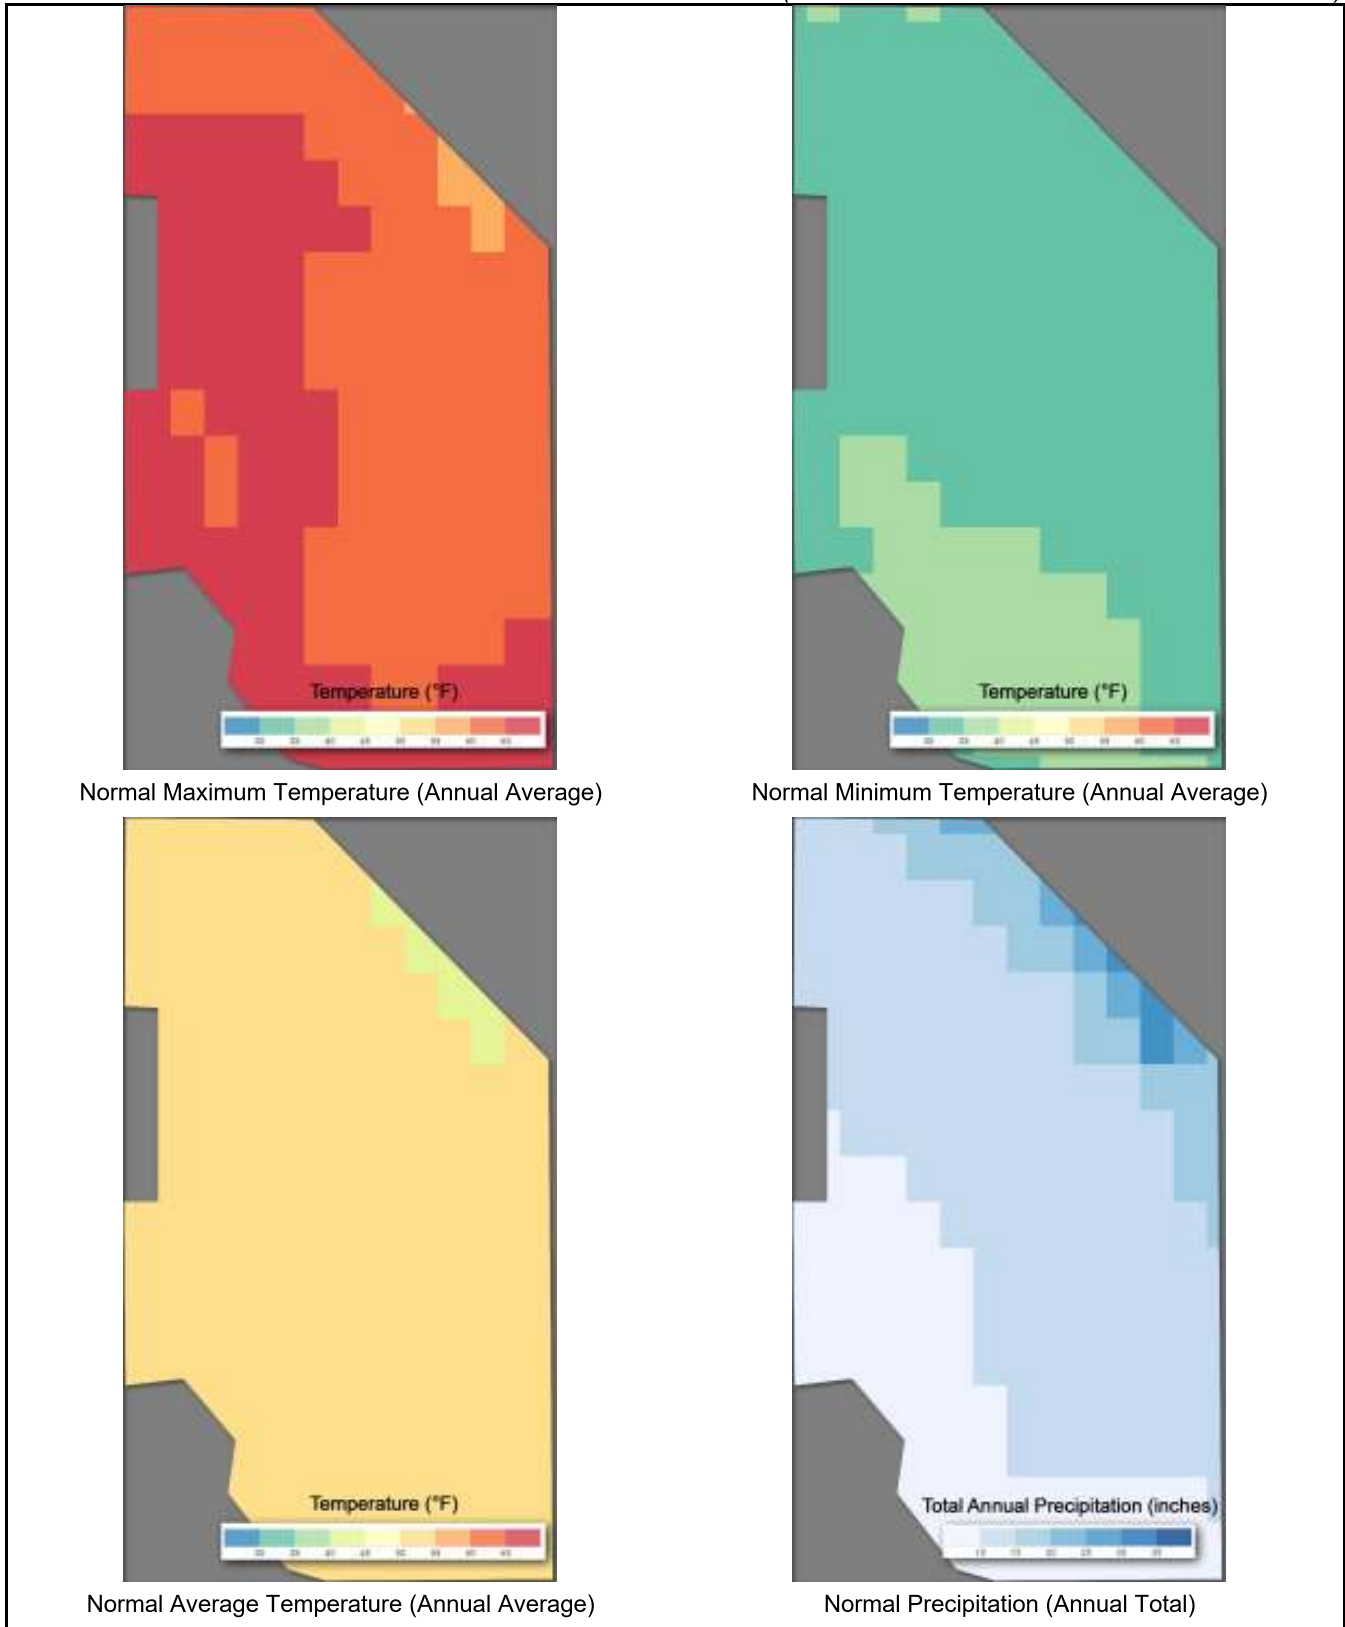 Temperature (°F)
Temperature (°F)
Normal Maximum Temperature (Annual Average)
Normal Minimum Temperature (Annual Average)
Temperature (°F)
Total Annual Precipitation (inches)
Normal Average Temperature (Annual Average)
Normal Precipitation (Annual Total)